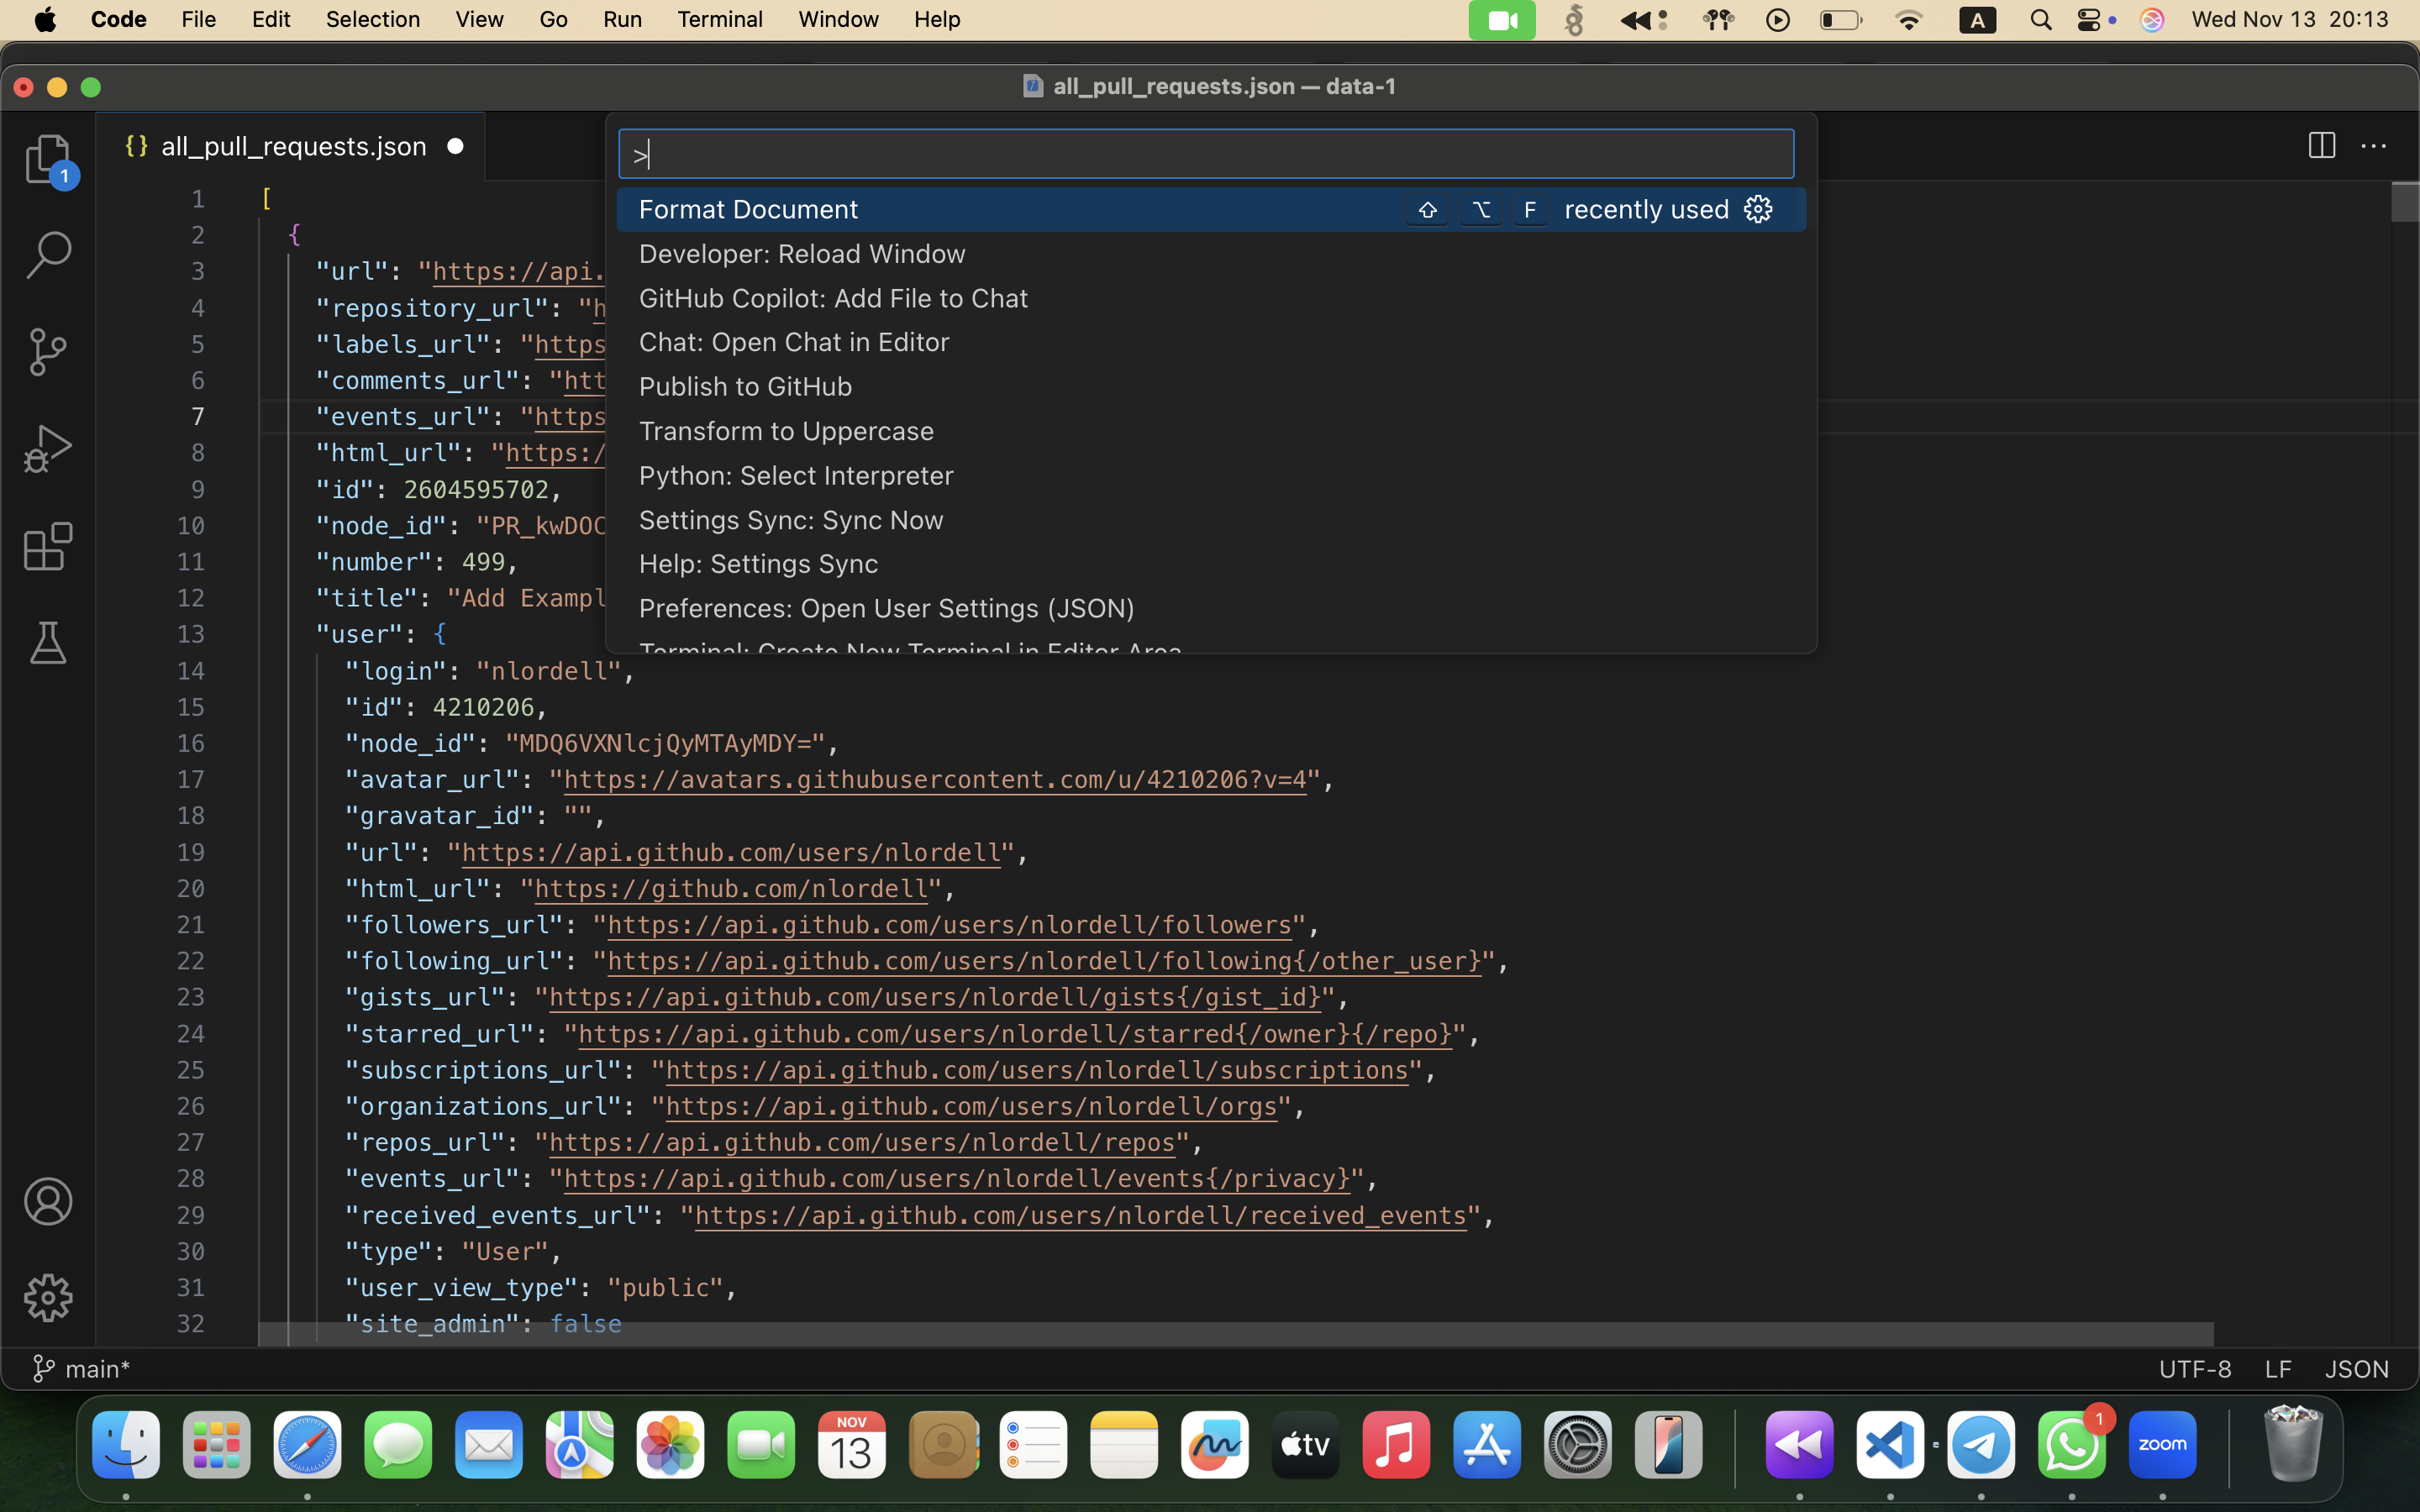 Code File Edit Selection View Go Run Terminal Window Help A Wed Nov 13 20:13
all_pull_requests.json — data-1
{} all_pull_requests.json
>
Format Document ⇧ ⌥ F recently used
Developer: Reload Window
GitHub Copilot: Add File to Chat
Chat: Open Chat in Editor
Publish to GitHub
Transform to Uppercase
Python: Select Interpreter
Settings Sync: Sync Now
Help: Settings Sync
Preferences: Open User Settings (JSON)
Terminal: Create New Terminal in Editor Area
1
1 [
2 {
3 "url": "https://api.
4 "repository_url": "h
5 "labels_url": "https
6 "comments_url": "htt
7 "events_url": "https
8 "html_url": "https:/
9 "id": 2604595702,
10 "node_id": "PR_kwDOC
11 "number": 499,
12 "title": "Add Exampl
13 "user": {
14 "login": "nlordell",
15 "id": 4210206,
16 "node_id": "MDQ6VXNlcjQyMTAyMDY=",
17 "avatar_url": "https://avatars.githubusercontent.com/u/4210206?v=4",
18 "gravatar_id": "",
19 "url": "https://api.github.com/users/nlordell",
20 "html_url": "https://github.com/nlordell",
21 "followers_url": "https://api.github.com/users/nlordell/followers",
22 "following_url": "https://api.github.com/users/nlordell/following{/other_user}",
23 "gists_url": "https://api.github.com/users/nlordell/gists{/gist_id}",
24 "starred_url": "https://api.github.com/users/nlordell/starred{/owner}{/repo}",
25 "subscriptions_url": "https://api.github.com/users/nlordell/subscriptions",
26 "organizations_url": "https://api.github.com/users/nlordell/orgs",
27 "repos_url": "https://api.github.com/users/nlordell/repos",
28 "events_url": "https://api.github.com/users/nlordell/events{/privacy}",
29 "received_events_url": "https://api.github.com/users/nlordell/received_events",
30 "type": "User",
31 "user_view_type": "public",
32 "site_admin": false
main* UTF-8 LF JSON
NOV
13
tv
1
zoom